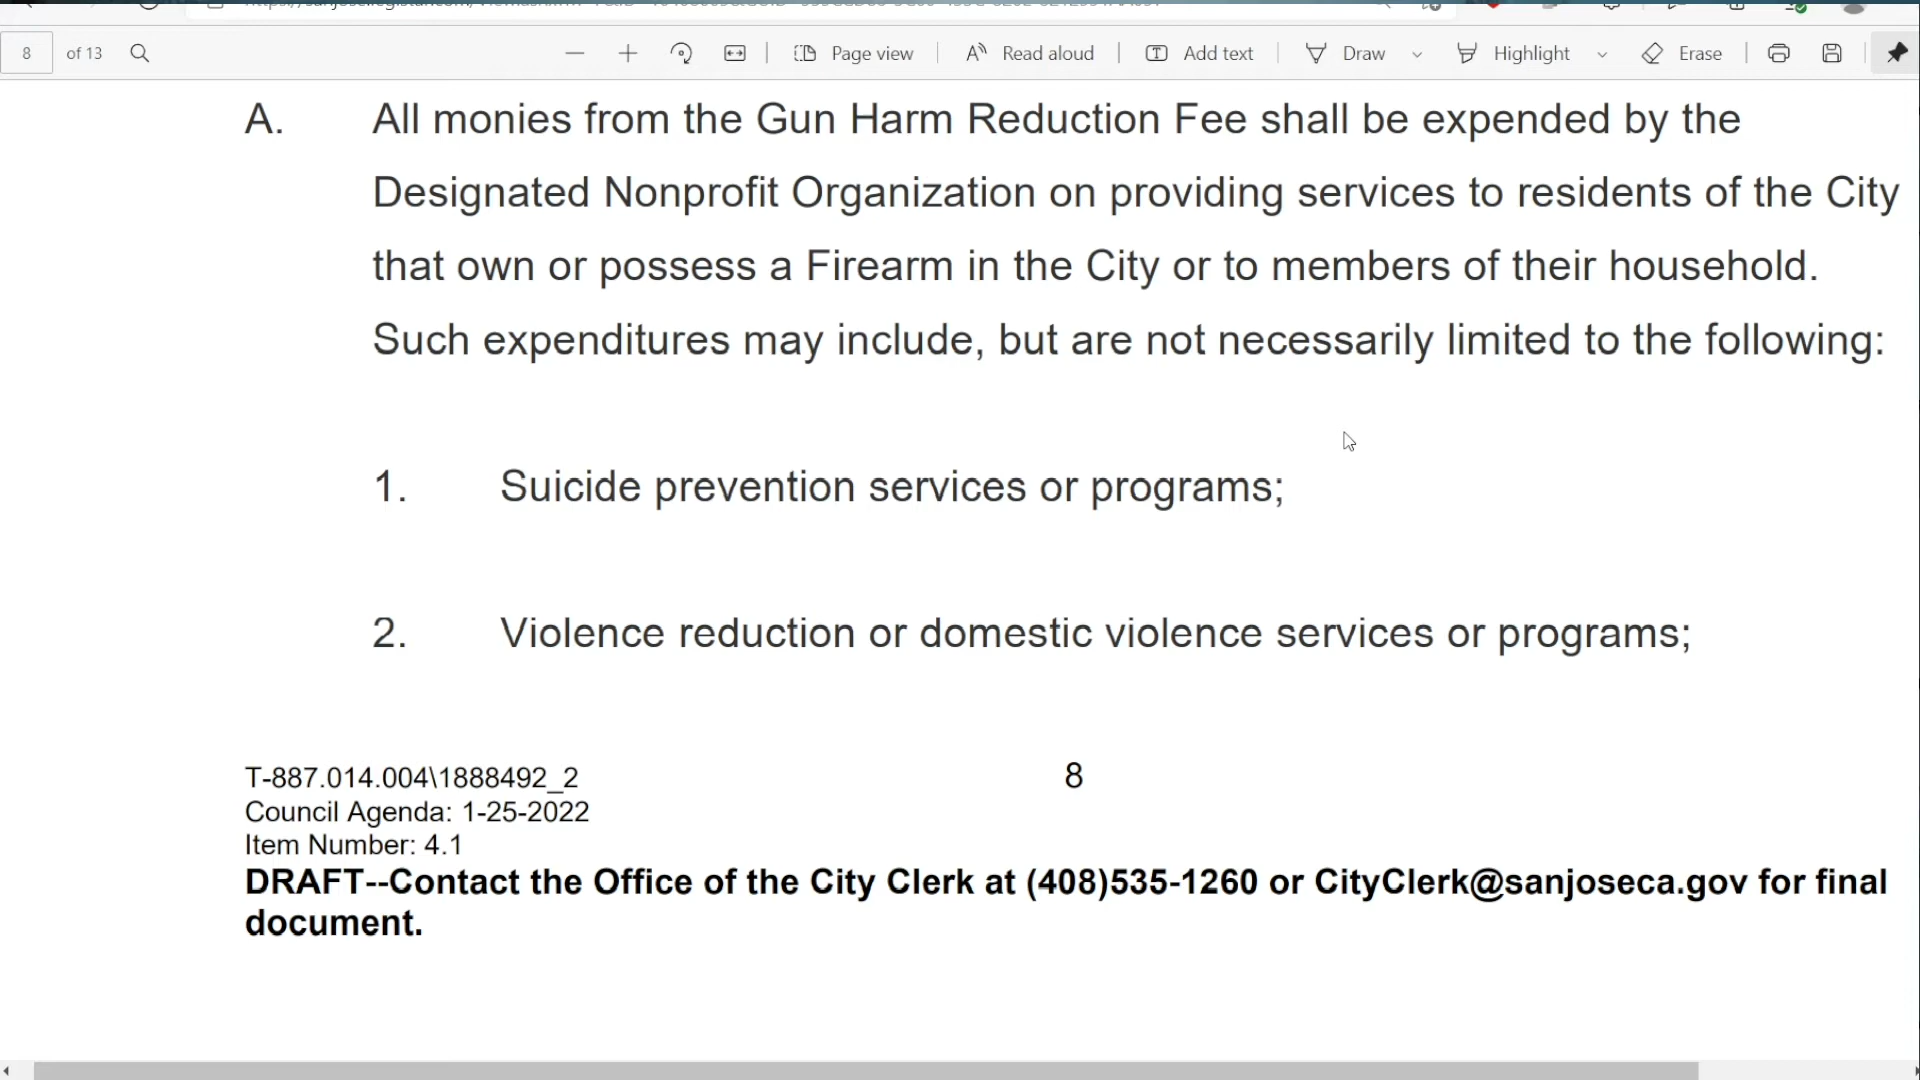 8 of 13 Page view Read aloud Add text Draw Highlight Erase
A. All monies from the Gun Harm Reduction Fee shall be expended by the
Designated Nonprofit Organization on providing services to residents of the City
that own or possess a Firearm in the City or to members of their household.
Such expenditures may include, but are not necessarily limited to the following:
1. Suicide prevention services or programs;
2. Violence reduction or domestic violence services or programs;
T-887.014.004\1888492_2 8
Council Agenda: 1-25-2022
Item Number: 4.1
DRAFT--Contact the Office of the City Clerk at (408)535-1260 or CityClerk@sanjoseca.gov for final
document.